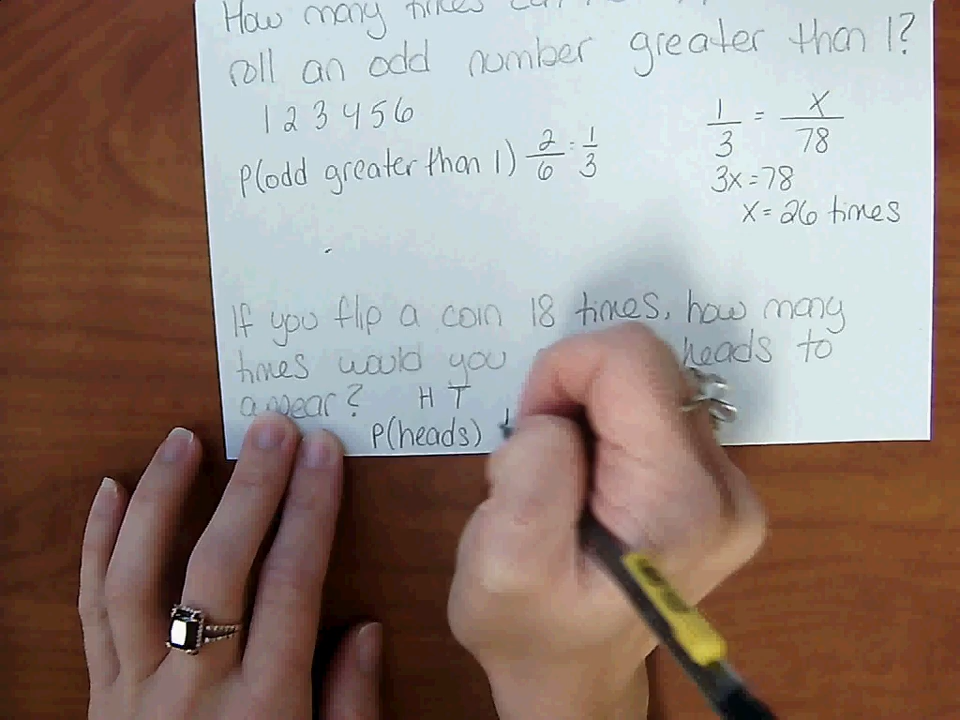 How many times
roll an odd number greater than 1?
1 2 3 4 5 6
P(odd greater than 1) 2/6 = 1/3
1/3 = x/78
3x = 78
x = 26 times
If you flip a coin 18 times, how many
times would you heads to
appear? H T
P(heads)